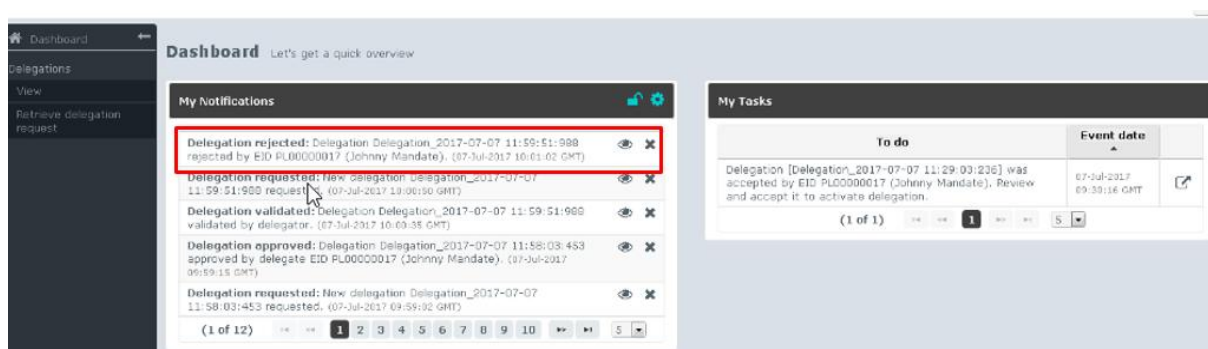 Dashboard
Delegations
View
Retrieve delegation
request
Dashboard Let's get a quick overview
My Notifications
Delegation rejected: Delegation Delegation_2017-07-07 11:59:51:988
rejected by EID PL00000017 (Johnny Mandate). (07-Jul-2017 10:01:02 GMT)
Delegation requested: New delegation Delegation_2017-07-07
11:59:51:988 requested. (07-Jul-2017 10:00:50 GMT)
Delegation validated: Delegation Delegation_2017-07-07 11:59:51:988
validated by delegator. (07-Jul-2017 10:00:35 GMT)
Delegation approved: Delegation Delegation_2017-07-07 11:58:03:453
approved by delegate EID PL00000017 (Johnny Mandate). (07-Jul-2017
09:59:15 GMT)
Delegation requested: New delegation Delegation_2017-07-07
11:58:03:453 requested. (07-Jul-2017 09:59:02 GMT)
(1 of 12) 1 2 3 4 5 6 7 8 9 10 5
My Tasks
To do Event date
Delegation [Delegation_2017-07-07 11:29:03:236] was
accepted by EID PL00000017 (Johnny Mandate). Review
and accept it to activate delegation.
07-Jul-2017
09:30:16 GMT
(1 of 1) 1 5